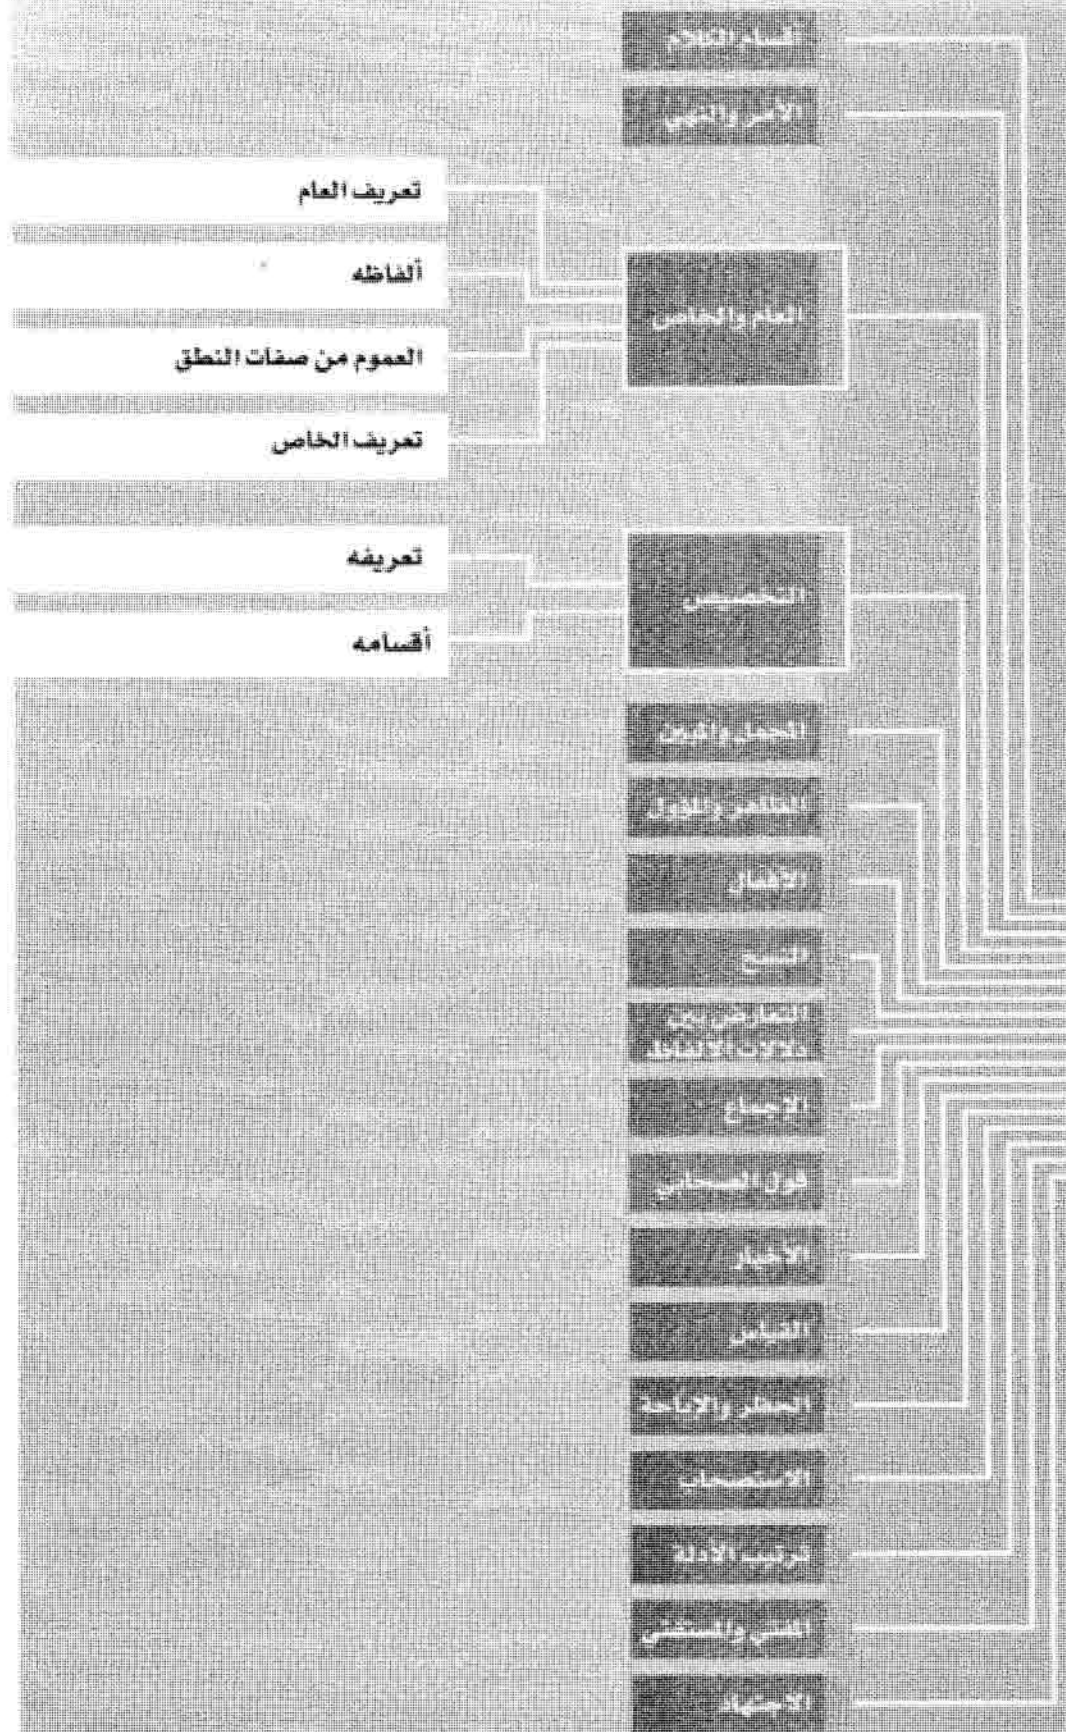 أقسام الكلام
الأمر والنهي
العام والخاص
تعريف العام
ألفاظه
العموم من صفات النطق
تعريف الخاص
التخصيص
تعريفه
أقسامه
المجمل والمبين
الظاهر والمؤول
الأفعال
النسخ
التعارض بين
دلالات الألفاظ
الإجماع
قول الصحابي
الأخبار
القياس
الحظر والإباحة
الاستصحاب
ترتيب الأدلة
المفتي والمستفتي
الاجتهاد